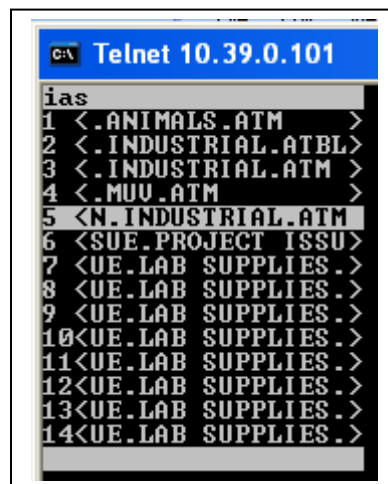 Telnet 10.39.0.101
ias
1 <.ANIMALS.ATM >
2 <.INDUSTRIAL.ATBL>
3 <.INDUSTRIAL.ATM >
4 <.MUV.ATM >
5 <N.INDUSTRIAL.ATM
6 <SUE.PROJECT ISSU>
7 <UE.LAB SUPPLIES.>
8 <UE.LAB SUPPLIES.>
9 <UE.LAB SUPPLIES.>
10<UE.LAB SUPPLIES.>
11<UE.LAB SUPPLIES.>
12<UE.LAB SUPPLIES.>
13<UE.LAB SUPPLIES.>
14<UE.LAB SUPPLIES.>